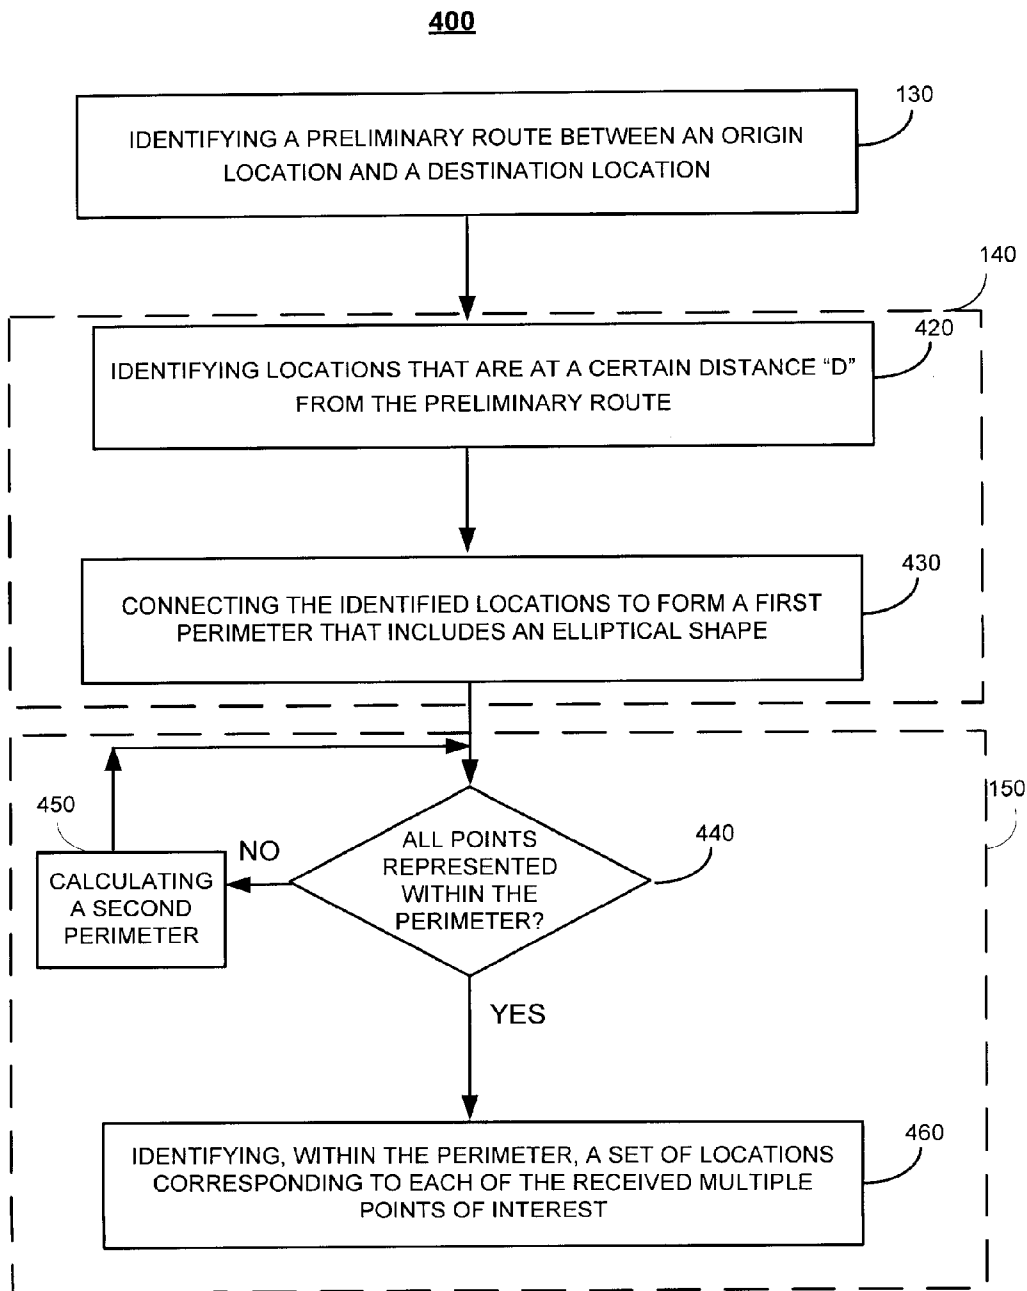 400
130
IDENTIFYING A PRELIMINARY ROUTE BETWEEN AN ORIGIN
LOCATION AND A DESTINATION LOCATION
140
420
IDENTIFYING LOCATIONS THAT ARE AT A CERTAIN DISTANCE “D”
FROM THE PRELIMINARY ROUTE
430
CONNECTING THE IDENTIFIED LOCATIONS TO FORM A FIRST
PERIMETER THAT INCLUDES AN ELLIPTICAL SHAPE
150
450
CALCULATING
A SECOND
PERIMETER
NO
440
ALL POINTS
REPRESENTED
WITHIN THE
PERIMETER?
YES
460
IDENTIFYING, WITHIN THE PERIMETER, A SET OF LOCATIONS
CORRESPONDING TO EACH OF THE RECEIVED MULTIPLE
POINTS OF INTEREST